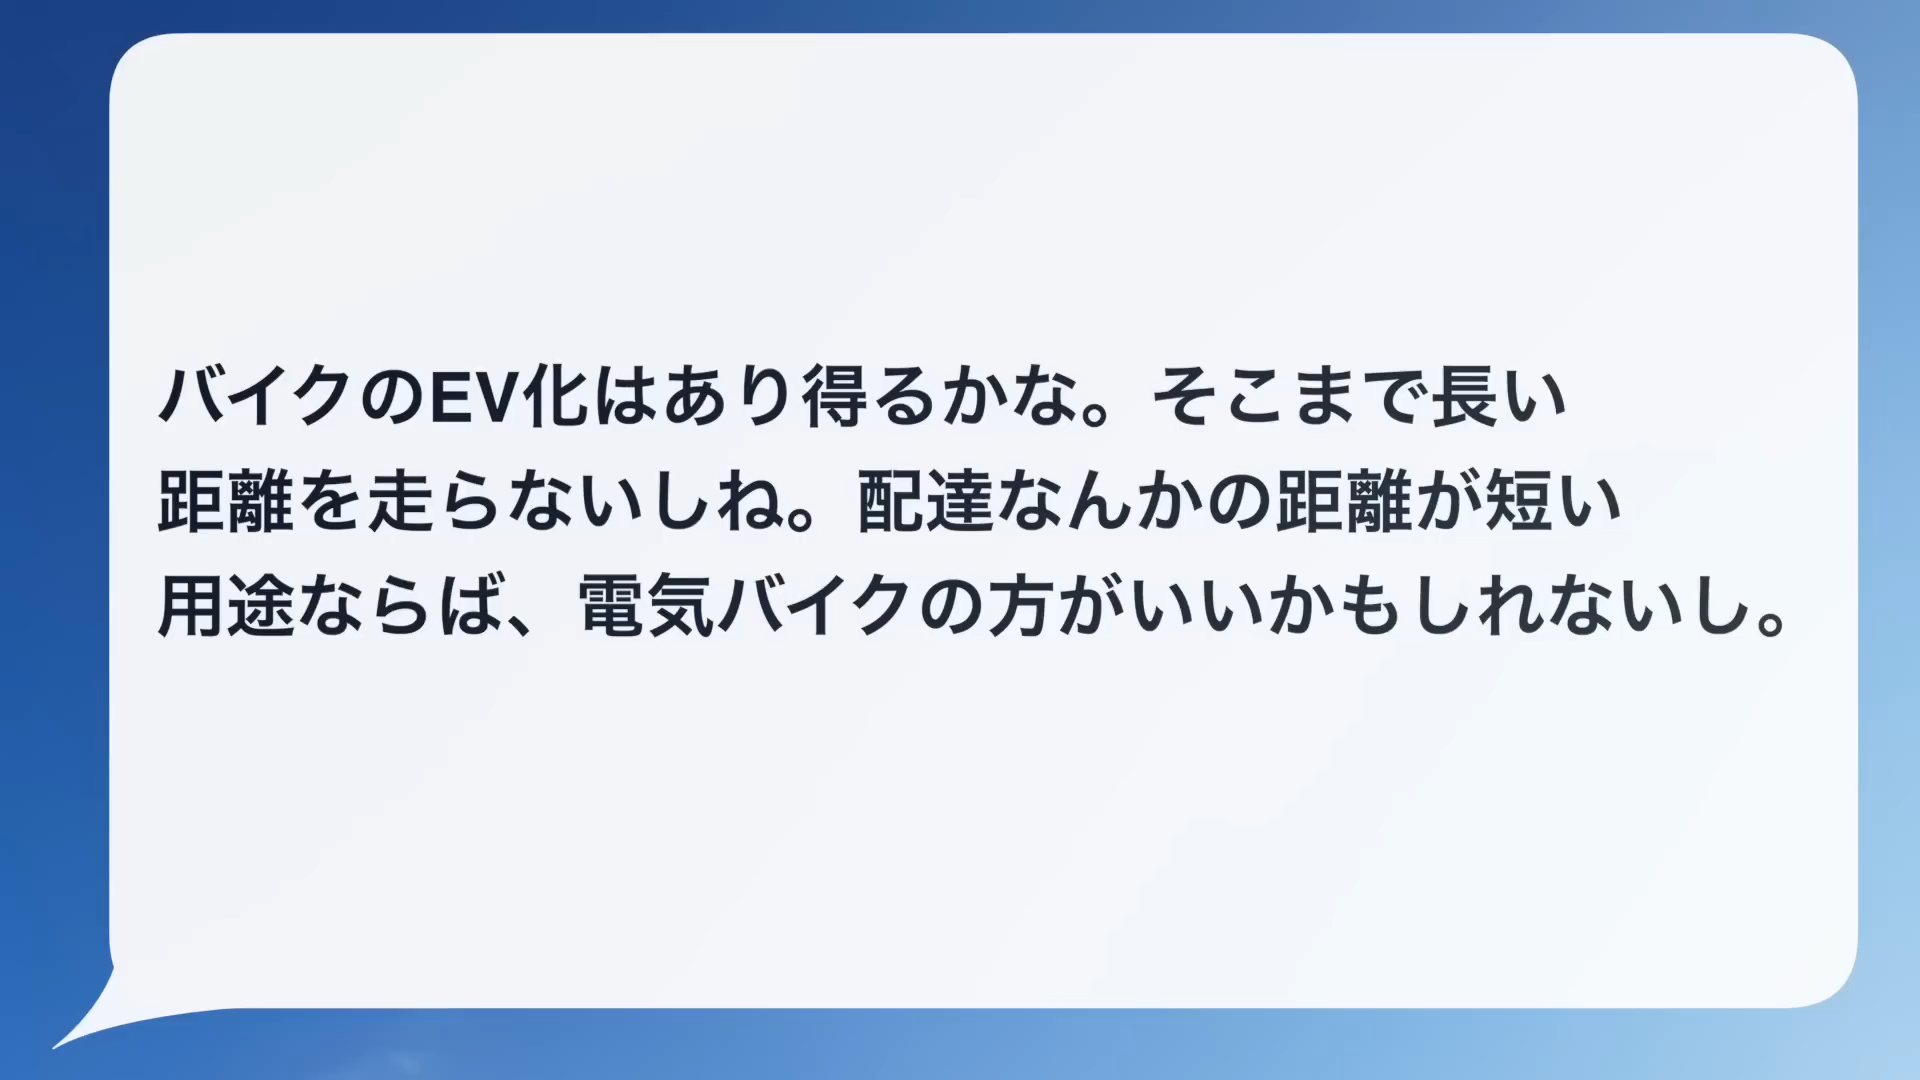 バイクのEV化はあり得るかな。そこまで長い
距離を走らないしね。配達なんかの距離が短い
用途ならば、電気バイクの方がいいかもしれないし。